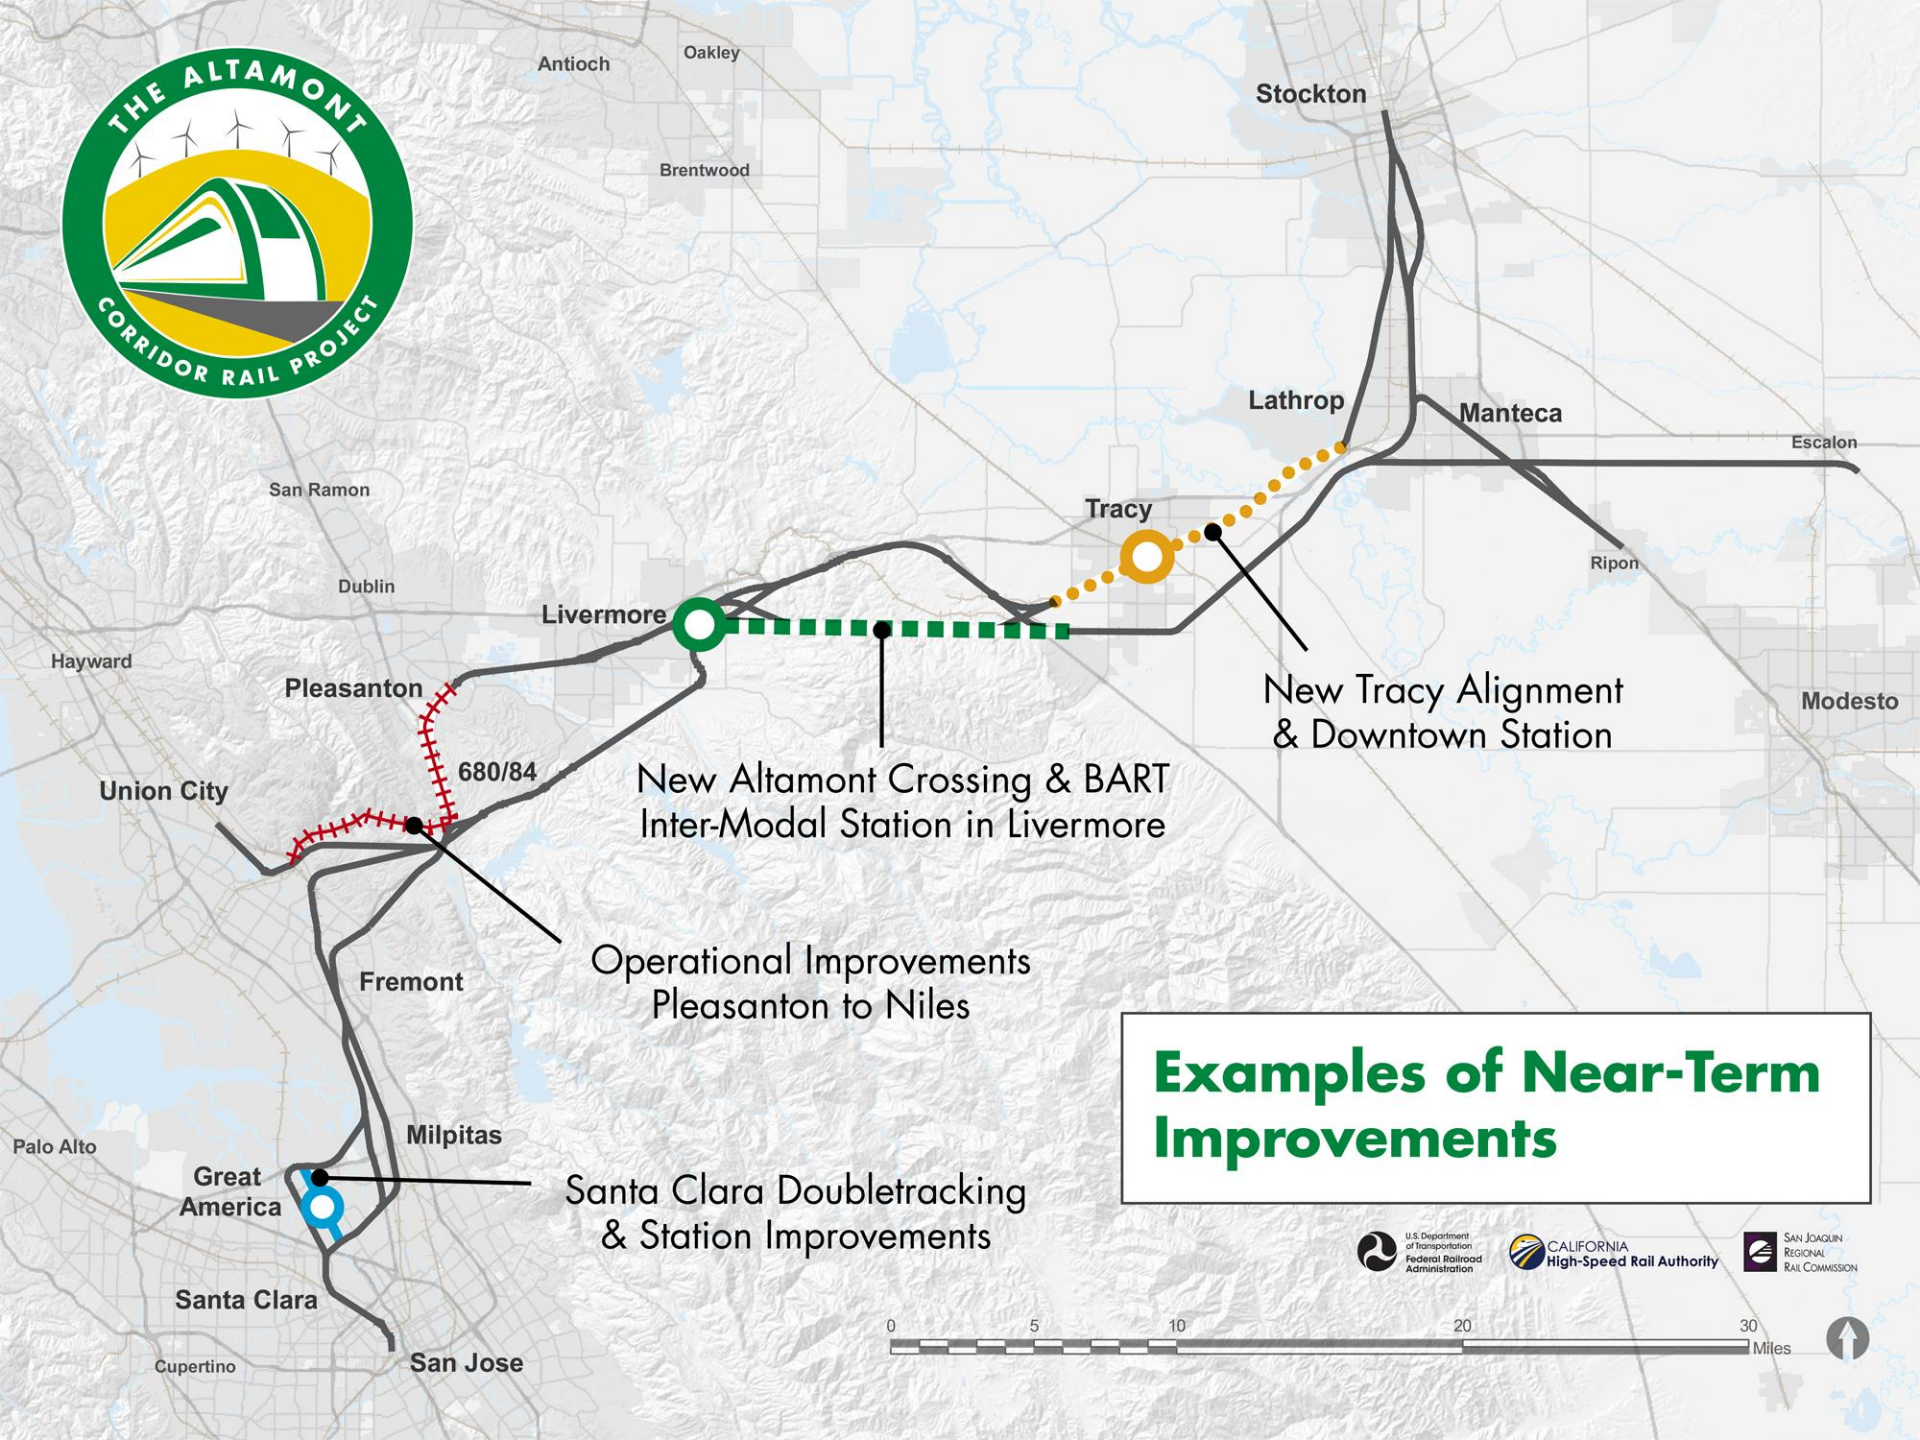 THE ALTAMONT
CORRIDOR RAIL PROJECT
Antioch
Oakley
Stockton
Brentwood
Lathrop
Manteca
Escalon
San Ramon
Tracy
Ripon
Dublin
Livermore
Hayward
Pleasanton
New Tracy Alignment
& Downtown Station
Modesto
680/84
Union City
New Altamont Crossing & BART
Inter-Modal Station in Livermore
Operational Improvements
Pleasanton to Niles
Fremont
Examples of Near-Term
Improvements
Palo Alto
Milpitas
Great
America
Santa Clara Doubletracking
& Station Improvements
U.S. Department
of Transportation
Federal Railroad
Administration
CALIFORNIA
High-Speed Rail Authority
SAN JOAQUIN
REGIONAL
RAIL COMMISSION
Santa Clara
0 5 10 20 30
Miles
Cupertino
San Jose